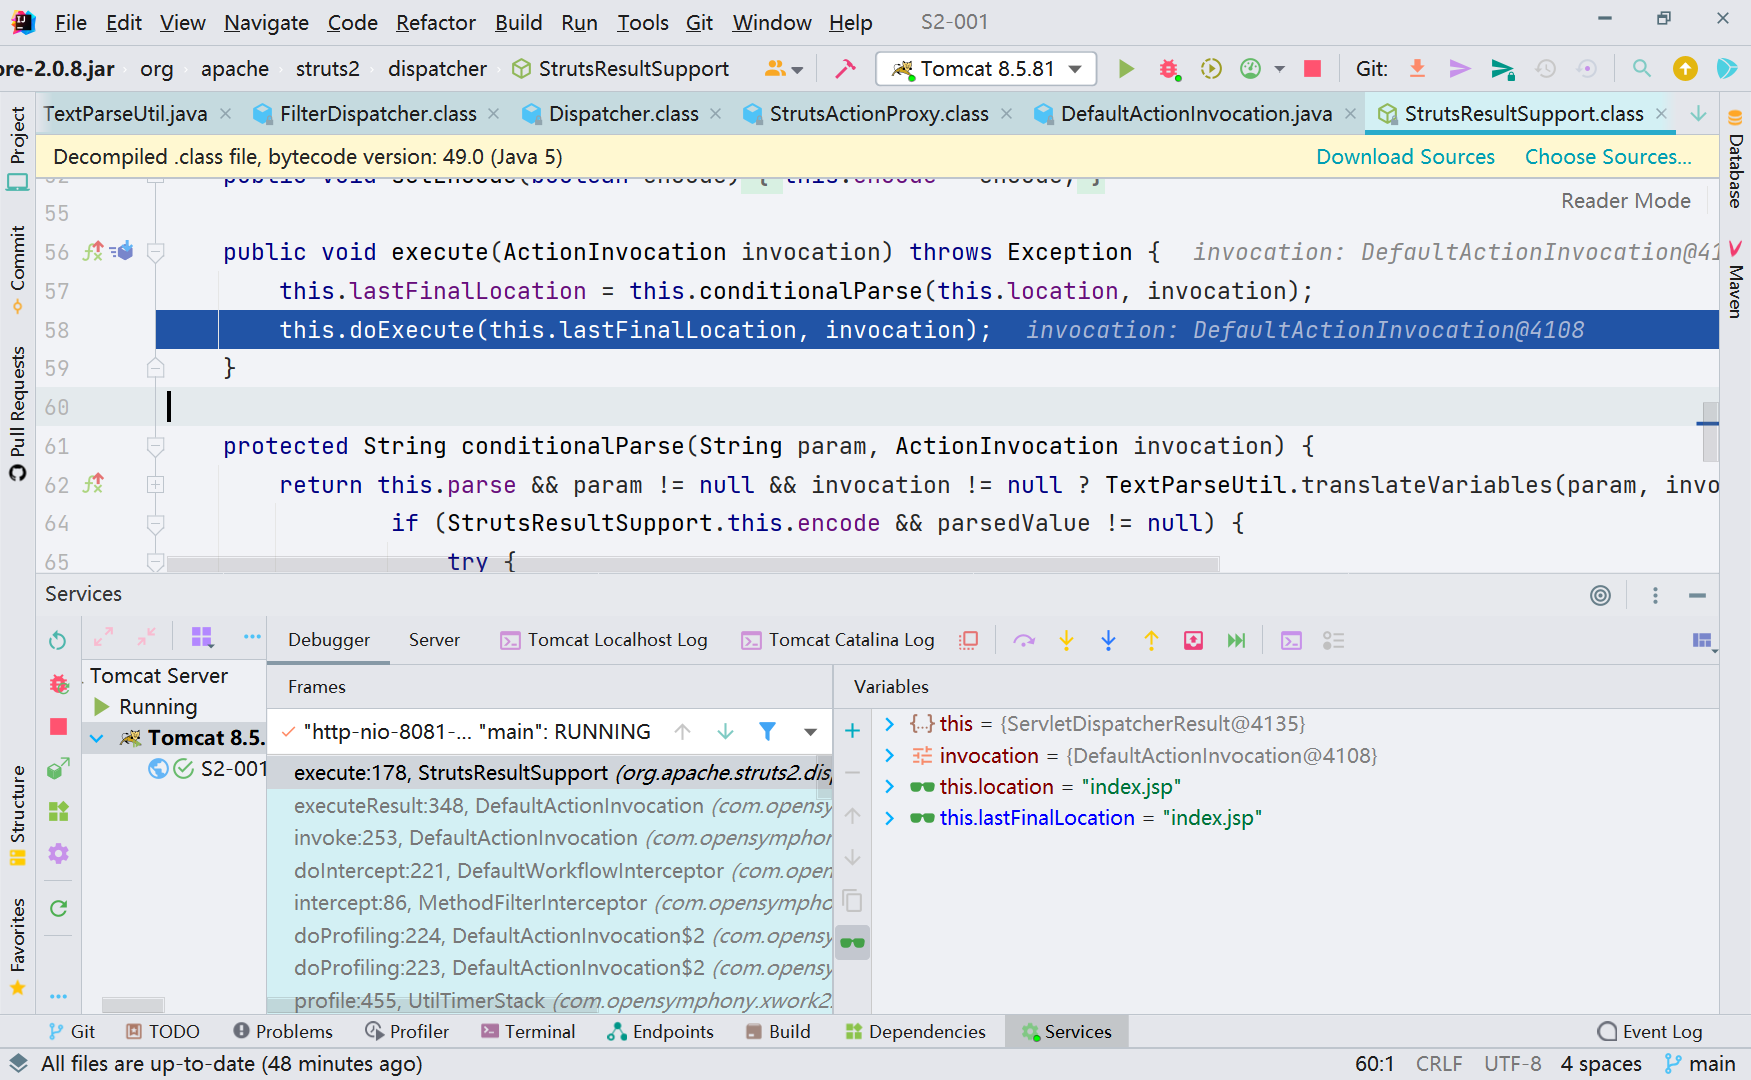 File Edit View Navigate Code Refactor Build Run Tools Git Window Help S2-001
ore-2.0.8.jar org apache struts2 dispatcher StrutsResultSupport Tomcat 8.5.81 Git:
TextParseUtil.java FilterDispatcher.class Dispatcher.class StrutsActionProxy.class DefaultActionInvocation.java StrutsResultSupport.class
Decompiled .class file, bytecode version: 49.0 (Java 5) Download Sources Choose Sources...
Reader Mode
55
56 public void execute(ActionInvocation invocation) throws Exception { invocation: DefaultActionInvocation@41
57 this.lastFinalLocation = this.conditionalParse(this.location, invocation);
58 this.doExecute(this.lastFinalLocation, invocation); invocation: DefaultActionInvocation@4108
59 }
60
61 protected String conditionalParse(String param, ActionInvocation invocation) {
62 return this.parse && param != null && invocation != null ? TextParseUtil.translateVariables(param, invo
64 if (StrutsResultSupport.this.encode && parsedValue != null) {
65 try {
Project
Commit
Pull Requests
Structure
Favorites
Database
Maven
Services
Debugger Server Tomcat Localhost Log Tomcat Catalina Log
Tomcat Server
Running
Tomcat 8.5.
S2-001
Frames
"http-nio-8081-... "main": RUNNING
execute:178, StrutsResultSupport (org.apache.struts2.disp
executeResult:348, DefaultActionInvocation (com.opensy
invoke:253, DefaultActionInvocation (com.opensymphor
doIntercept:221, DefaultWorkflowInterceptor (com.open
intercept:86, MethodFilterInterceptor (com.opensympho
doProfiling:224, DefaultActionInvocation$2 (com.opensy
doProfiling:223, DefaultActionInvocation$2 (com.opensy
profile:455, UtilTimerStack (com.opensymphony.xwork2.
Variables
this = {ServletDispatcherResult@4135}
invocation = {DefaultActionInvocation@4108}
this.location = "index.jsp"
this.lastFinalLocation = "index.jsp"
Git TODO Problems Profiler Terminal Endpoints Build Dependencies Services Event Log
All files are up-to-date (48 minutes ago) 60:1 CRLF UTF-8 4 spaces main